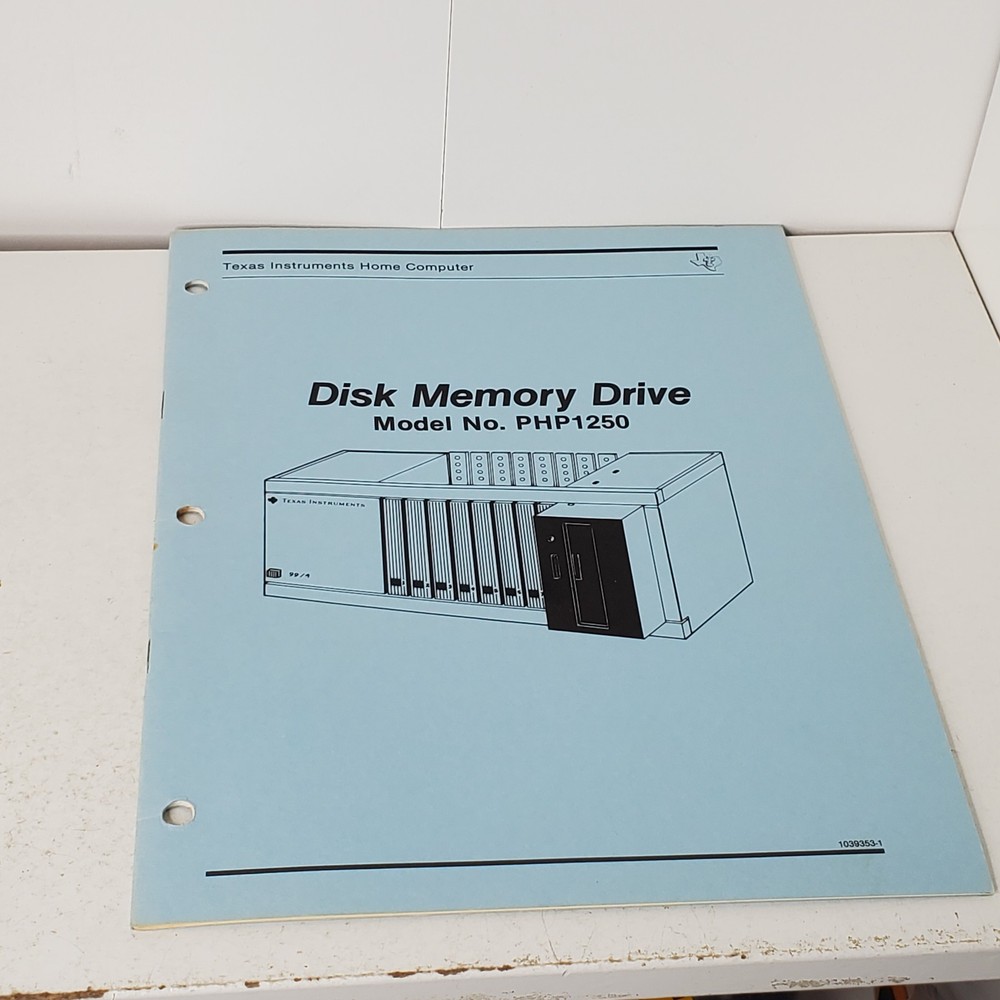 Texas Instruments Home Computer
Disk Memory Drive
Model No. PHP1250
TEXAS INSTRUMENTS
99/4
1039353-1